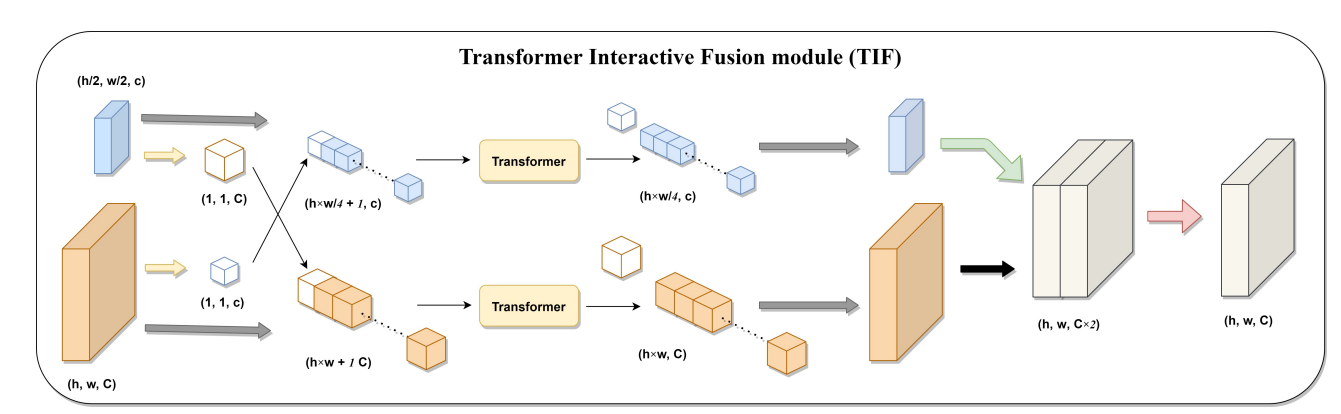 Transformer Interactive Fusion module (TIF)
(h/2, w/2, c)
(1, 1, C)
(h×w/4 + 1, c)
Transformer
(h×w/4, c)
(1, 1, c)
(h, w, C)
(h×w + 1 C)
Transformer
(h×w, C)
(h, w, C×2)
(h, w, C)